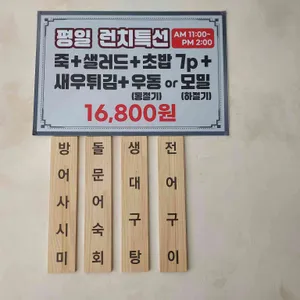 평일 런치특선 AM 11:00~
PM 2:00
죽+샐러드+초밥 7p+
새우튀김+우동 or 모밀
(동절기) (하절기)
16,800원
방어사시미
돌문어숙회
생대구탕
전어구이